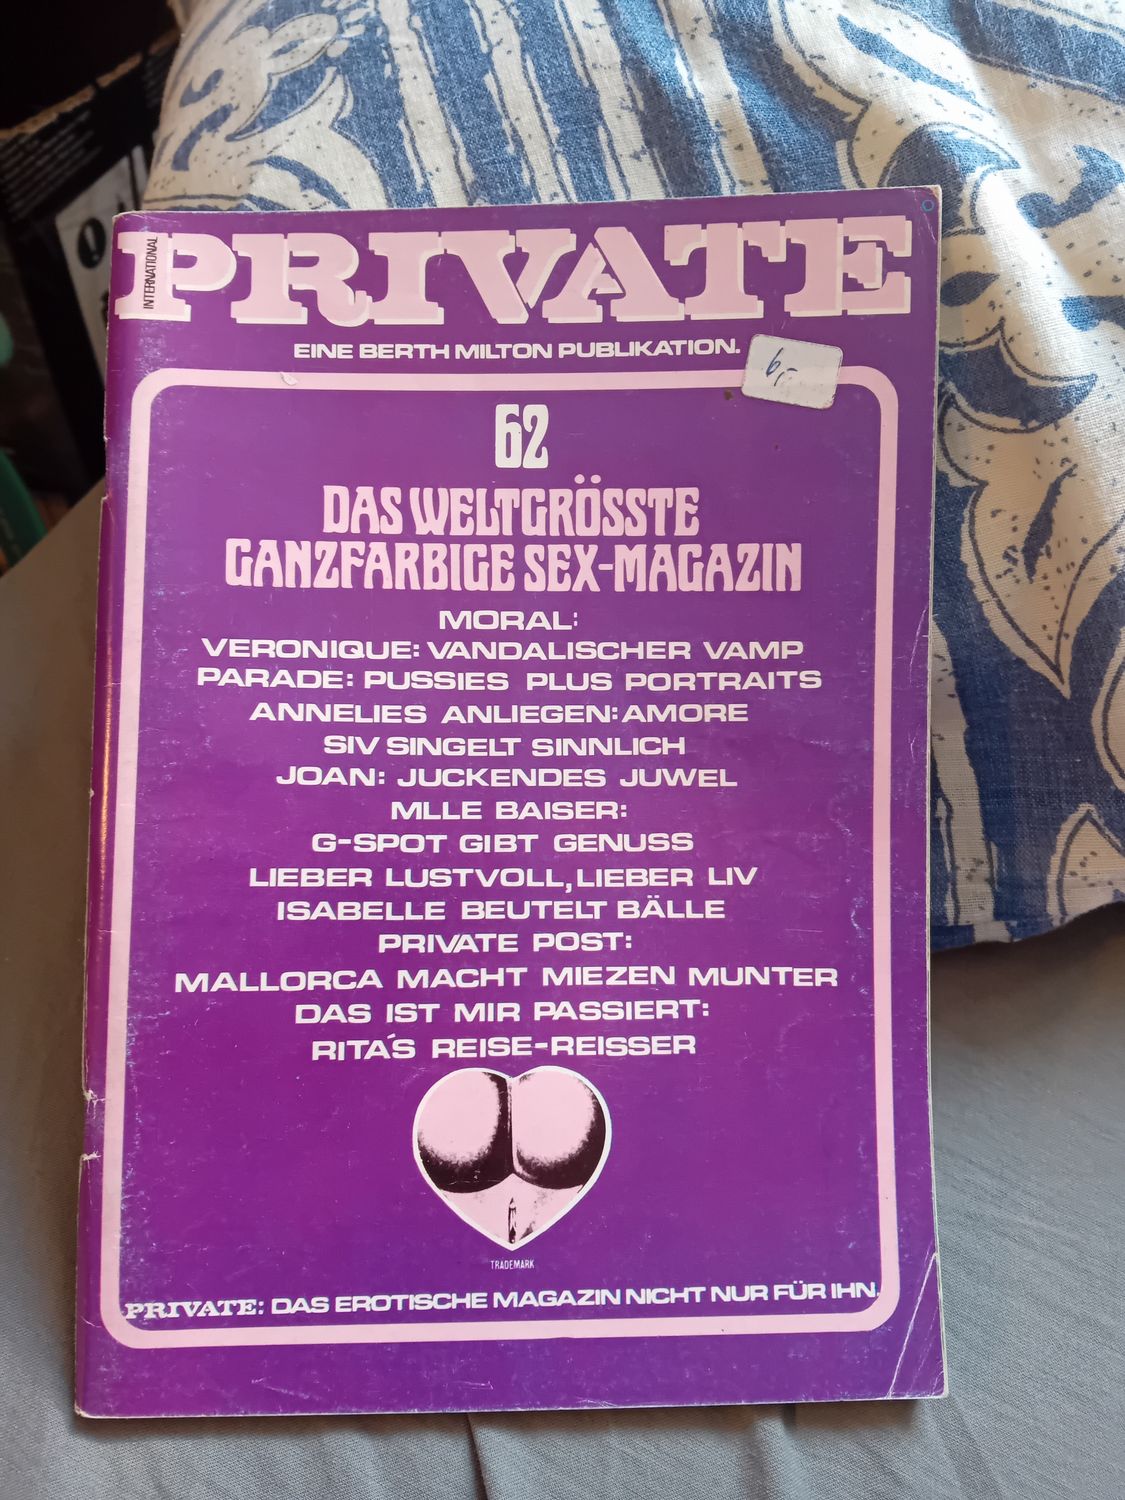 INTERNATIONAL
PRIVATE
EINE BERTH MILTON PUBLIKATION.
6,-
62
DAS WELTGRÖSSTE
GANZFARBIGE SEX-MAGAZIN
MORAL:
VERONIQUE: VANDALISCHER VAMP
PARADE: PUSSIES PLUS PORTRAITS
ANNELIES ANLIEGEN: AMORE
SIV SINGELT SINNLICH
JOAN: JUCKENDES JUWEL
MLLE BAISER:
G-SPOT GIBT GENUSS
LIEBER LUSTVOLL, LIEBER LIV
ISABELLE BEUTELT BÄLLE
PRIVATE POST:
MALLORCA MACHT MIEZEN MUNTER
DAS IST MIR PASSIERT:
RITA´S REISE-REISSER
TRADEMARK
PRIVATE: DAS EROTISCHE MAGAZIN NICHT NUR FÜR IHN.